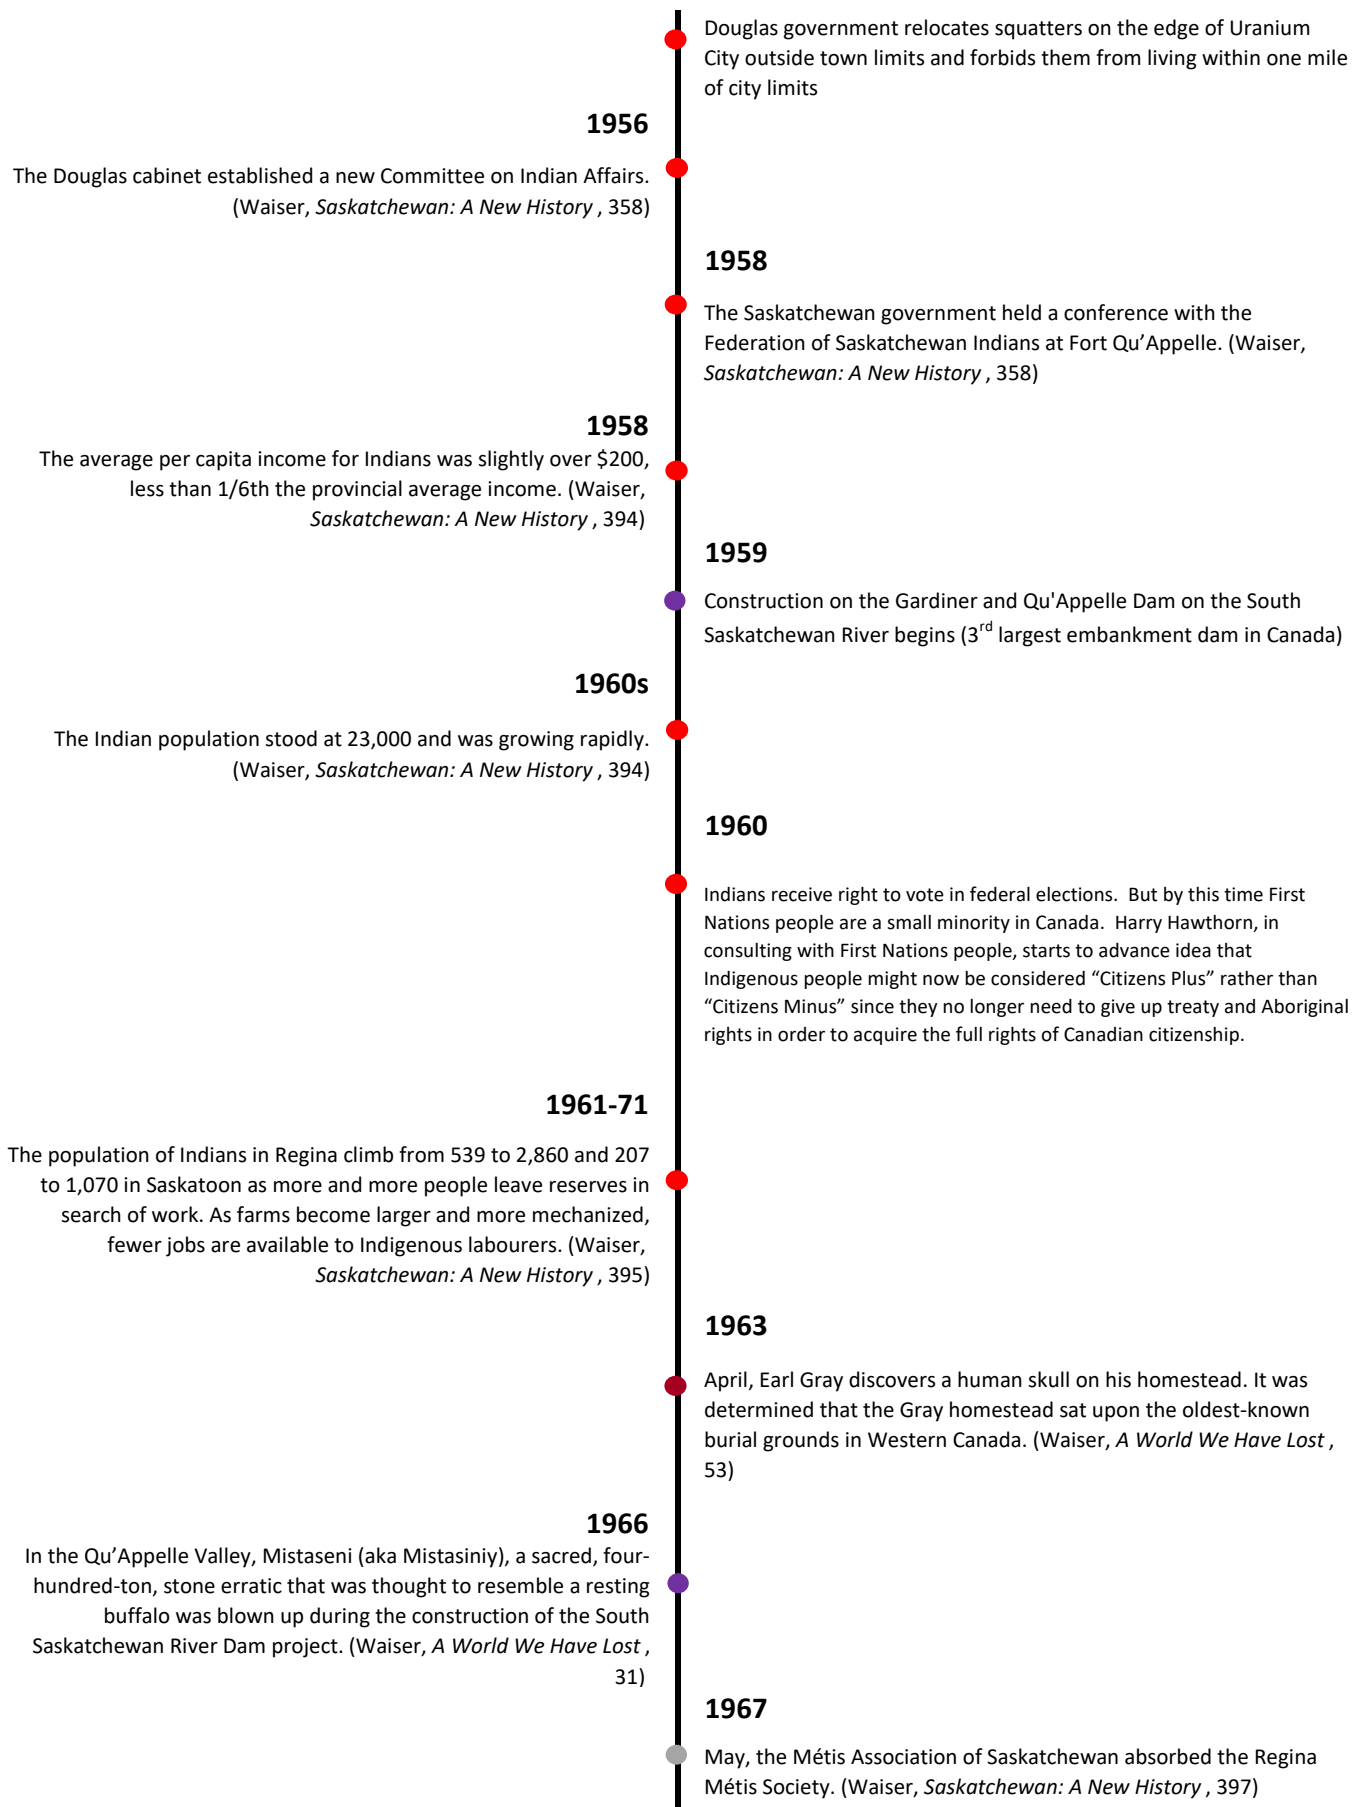 Douglas government relocates squatters on the edge of Uranium
City outside town limits and forbids them from living within one mile
of city limits
1956
The Douglas cabinet established a new Committee on Indian Affairs.
(Waiser, Saskatchewan: A New History , 358)
1958
The Saskatchewan government held a conference with the
Federation of Saskatchewan Indians at Fort Qu’Appelle. (Waiser,
Saskatchewan: A New History , 358)
1958
The average per capita income for Indians was slightly over $200,
less than 1/6th the provincial average income. (Waiser,
Saskatchewan: A New History , 394)
1959
Construction on the Gardiner and Qu'Appelle Dam on the South
Saskatchewan River begins (3rd largest embankment dam in Canada)
1960s
The Indian population stood at 23,000 and was growing rapidly.
(Waiser, Saskatchewan: A New History , 394)
1960
Indians receive right to vote in federal elections.  But by this time First
Nations people are a small minority in Canada.  Harry Hawthorn, in
consulting with First Nations people, starts to advance idea that
Indigenous people might now be considered “Citizens Plus” rather than
“Citizens Minus” since they no longer need to give up treaty and Aboriginal
rights in order to acquire the full rights of Canadian citizenship.
1961-71
The population of Indians in Regina climb from 539 to 2,860 and 207
to 1,070 in Saskatoon as more and more people leave reserves in
search of work. As farms become larger and more mechanized,
fewer jobs are available to Indigenous labourers. (Waiser,
Saskatchewan: A New History , 395)
1963
April, Earl Gray discovers a human skull on his homestead. It was
determined that the Gray homestead sat upon the oldest-known
burial grounds in Western Canada. (Waiser, A World We Have Lost ,
53)
1966
In the Qu’Appelle Valley, Mistaseni (aka Mistasiniy), a sacred, four-
hundred-ton, stone erratic that was thought to resemble a resting
buffalo was blown up during the construction of the South
Saskatchewan River Dam project. (Waiser, A World We Have Lost ,
31)
1967
May, the Métis Association of Saskatchewan absorbed the Regina
Métis Society. (Waiser, Saskatchewan: A New History , 397)